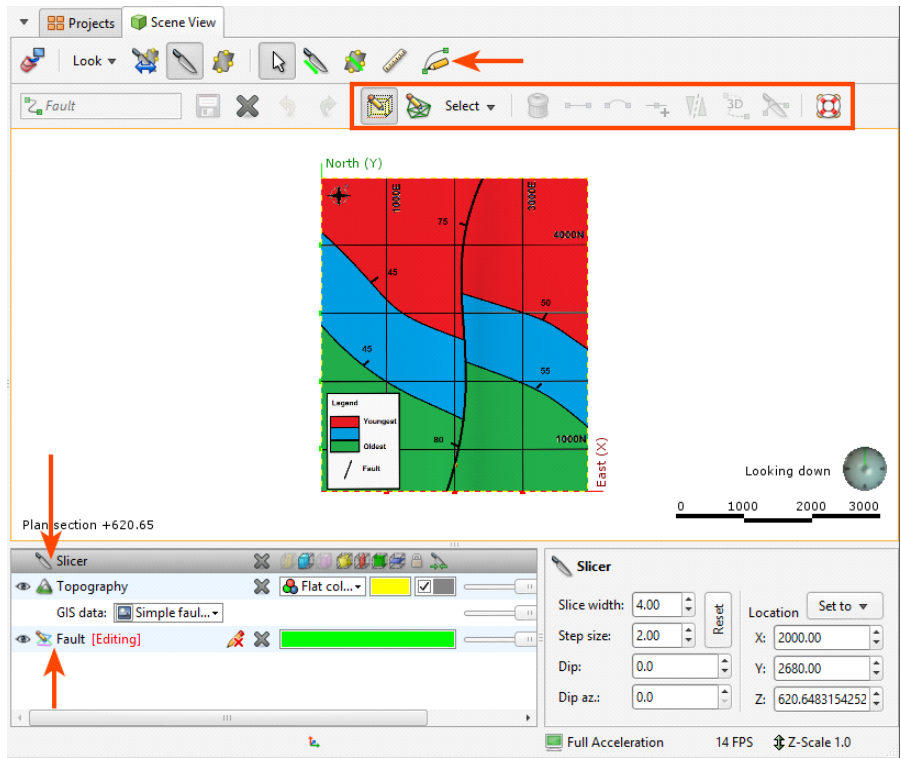 Projects
Scene View
Look
Fault
Select
3D
North (Y)
1000E
3000E
75
4000N
45
50
45
55
Legend
Youngest
Oldest
Fault
80
1000N
East (X)
Looking down
0 1000 2000 3000
Plan section +620.65
Slicer
Topography
Flat col...
GIS data: Simple faul...
Fault [Editing]
Slicer
Slice width: 4.00
Step size: 2.00
Reset
Dip: 0.0
Dip az.: 0.0
Location Set to
X: 2000.00
Y: 2680.00
Z: 620.6483154252
Full Acceleration
14 FPS
Z-Scale 1.0